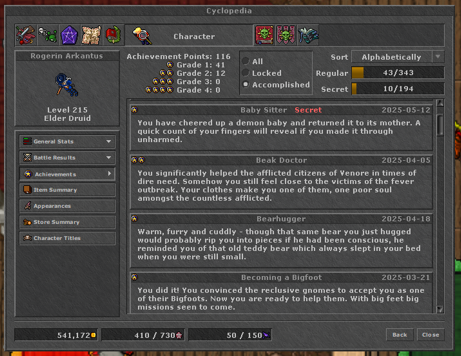 Cyclopedia
Character
Rogerin Arkantus
Level 215
Elder Druid
General Stats
Battle Results
Achievements
Item Summary
Appearances
Store Summary
Character Titles
Achievement Points: 116
Grade 1: 41
Grade 2: 12
Grade 3: 0
Grade 4: 0
All
Locked
Accomplished
Sort Alphabetically
Regular 43/343
Secret 10/194
Baby Sitter Secret 2025-05-12
You have cheered up a demon baby and returned it to its mother. A
quick count of your fingers will reveal if you made it through
unharmed.
Beak Doctor 2025-04-05
You significantly helped the afflicted citizens of Venore in times of
dire need. Somehow you still feel close to the victims of the fever
outbreak. Your clothes make you one of them, one poor soul
amongst the countless afflicted.
Bearhugger 2025-04-18
Warm, furry and cuddly - though that same bear you just hugged
would probably rip you into pieces if he had been conscious, he
reminded you of that old teddy bear which always slept in your bed
when you were still small.
Becoming a Bigfoot 2025-03-21
You did it! You convinced the reclusive gnomes to accept you as one
of their Bigfoots. Now you are ready to help them. With big feet big
missions seen to come.
541,172
410 / 730
50 / 150
Back
Close